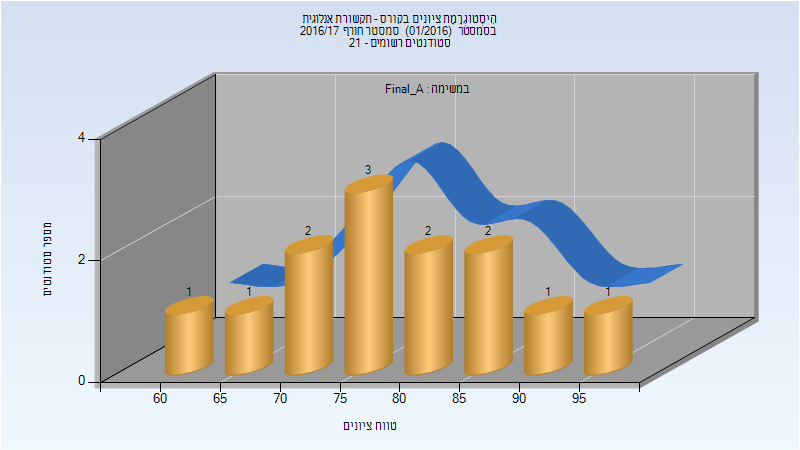 היסטוגרמת ציונים בקורס - תקשורת אנלוגית
בסמסטר (01/2016) סמסטר חורף 2016/17
סטודנטים רשומים - 21
במשימה : Final_A
4
2
0
מספר סטודנטים
1
1
2
3
2
2
1
1
60 65 70 75 80 85 90 95
טווח ציונים